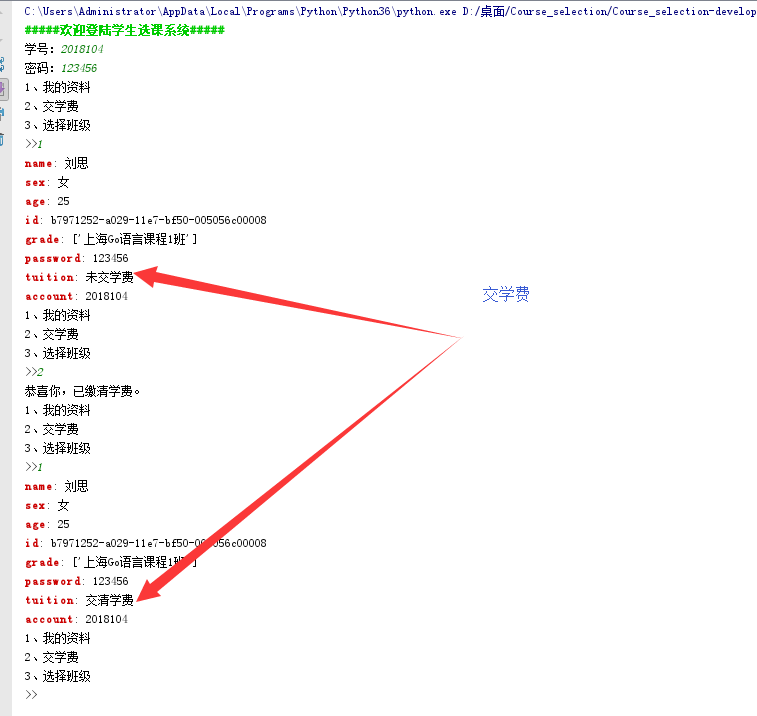 C:\Users\Administrator\AppData\Local\Programs\Python\Python36\python.exe D:/桌面/Course_selection/Course_selection-develop
#####欢迎登陆学生选课系统#####
学号：2018104
密码：123456
1、我的资料
2、交学费
3、选择班级
>>1
name: 刘思
sex: 女
age: 25
id: b7971252-a029-11e7-bf50-005056c00008
grade: ['上海Go语言课程1班']
password: 123456
tuition: 未交学费
account: 2018104
交学费
1、我的资料
2、交学费
3、选择班级
>>2
恭喜你，已缴清学费。
1、我的资料
2、交学费
3、选择班级
>>1
name: 刘思
sex: 女
age: 25
id: b7971252-a029-11e7-bf50-005056c00008
grade: ['上海Go语言课程1班']
password: 123456
tuition: 交清学费
account: 2018104
1、我的资料
2、交学费
3、选择班级
>>